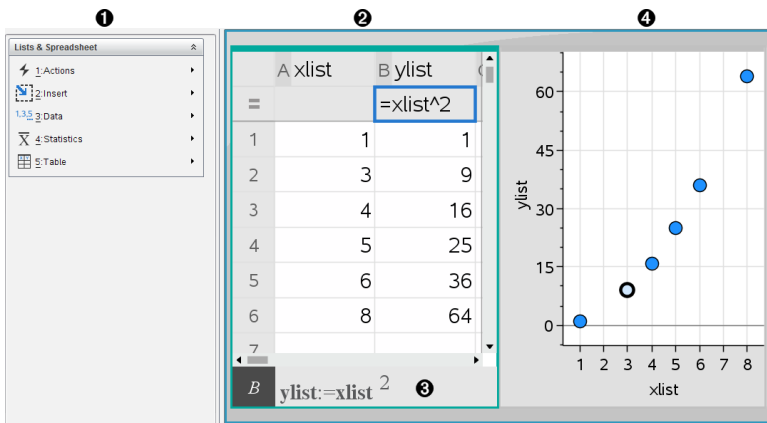 ❶ ❷ ❹
Lists & Spreadsheet
1:Actions
2:Insert
1,3,5 3:Data
X 4:Statistics
5:Table
A xlist B ylist C
= =xlist^2
1 1 1
2 3 9
3 4 16
4 5 25
5 6 36
6 8 64
7
B ylist:=xlist 2 ❸
60
45
30
15
0
ylist
1 2 3 4 5 6 7 8
xlist